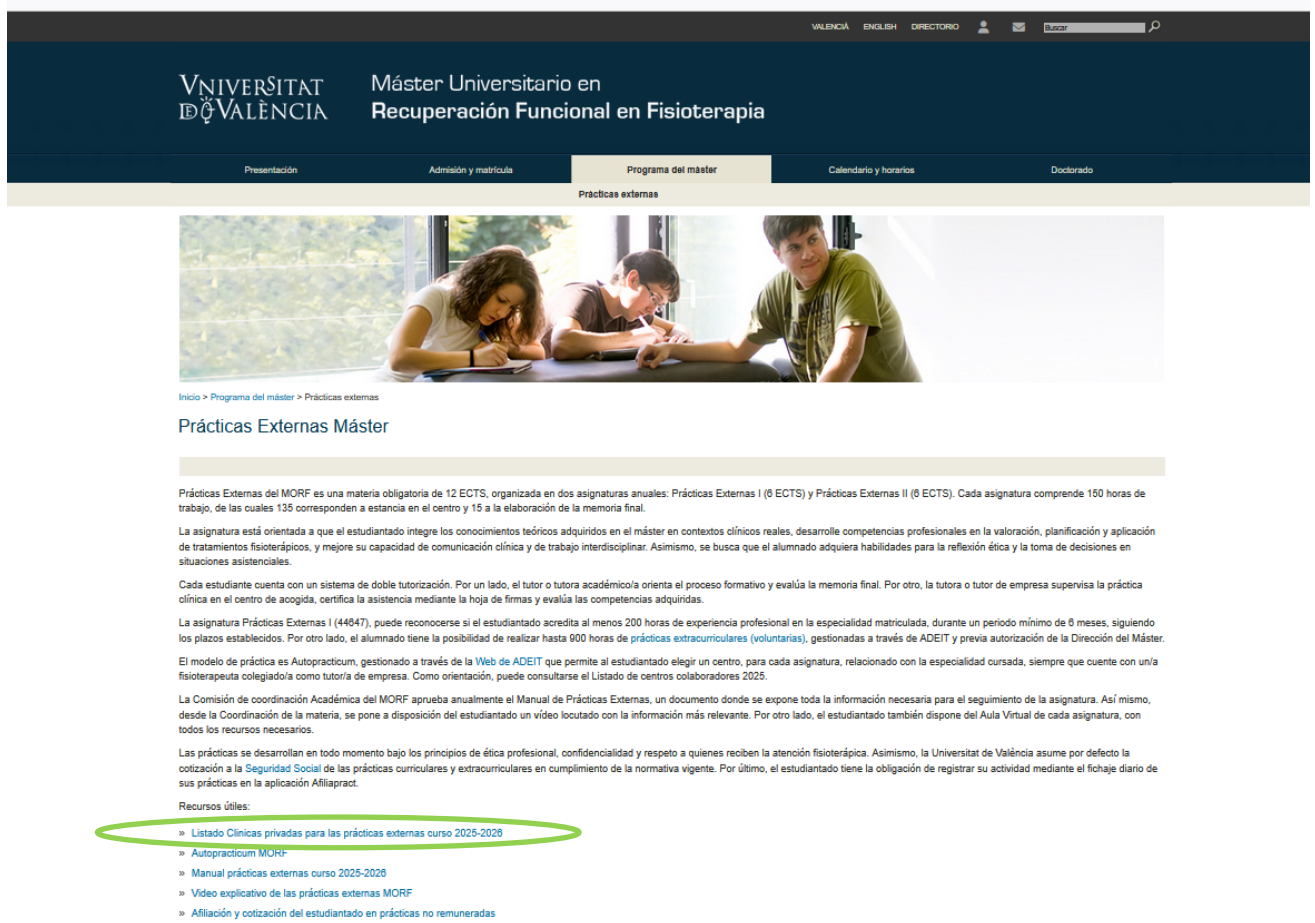 VALENCIÀ ENGLISH DIRECTORIO Buscar
VNIVERSITAT
DE VALÈNCIA
Máster Universitario en
Recuperación Funcional en Fisioterapia
Presentación Admisión y matrícula Programa del máster Calendario y horarios Doctorado
Prácticas externas
Inicio > Programa del máster > Prácticas externas
Prácticas Externas Máster
Prácticas Externas del MORF es una materia obligatoria de 12 ECTS, organizada en dos asignaturas anuales: Prácticas Externas I (6 ECTS) y Prácticas Externas II (6 ECTS). Cada asignatura comprende 150 horas de
trabajo, de las cuales 135 corresponden a estancia en el centro y 15 a la elaboración de la memoria final.
La asignatura está orientada a que el estudiantado integre los conocimientos teóricos adquiridos en el máster en contextos clínicos reales, desarrolle competencias profesionales en la valoración, planificación y aplicación
de tratamientos fisioterápicos, y mejore su capacidad de comunicación clínica y de trabajo interdisciplinar. Asimismo, se busca que el alumnado adquiera habilidades para la reflexión ética y la toma de decisiones en
situaciones asistenciales.
Cada estudiante cuenta con un sistema de doble tutorización. Por un lado, el tutor o tutora académico/a orienta el proceso formativo y evalúa la memoria final. Por otro, la tutora o tutor de empresa supervisa la práctica
clínica en el centro de acogida, certifica la asistencia mediante la hoja de firmas y evalúa las competencias adquiridas.
La asignatura Prácticas Externas I (44647), puede reconocerse si el estudiantado acredita al menos 200 horas de experiencia profesional en la especialidad matriculada, durante un periodo mínimo de 6 meses, siguiendo
los plazos establecidos. Por otro lado, el alumnado tiene la posibilidad de realizar hasta 900 horas de prácticas extracurriculares (voluntarias), gestionadas a través de ADEIT y previa autorización de la Dirección del Máster.
El modelo de práctica es Autopracticum, gestionado a través de la Web de ADEIT que permite al estudiantado elegir un centro, para cada asignatura, relacionado con la especialidad cursada, siempre que cuente con un/a
fisioterapeuta colegiado/a como tutor/a de empresa. Como orientación, puede consultarse el Listado de centros colaboradores 2025.
La Comisión de coordinación Académica del MORF aprueba anualmente el Manual de Prácticas Externas, un documento donde se expone toda la información necesaria para el seguimiento de la asignatura. Así mismo,
desde la Coordinación de la materia, se pone a disposición del estudiantado un vídeo locutado con la información más relevante. Por otro lado, el estudiantado también dispone del Aula Virtual de cada asignatura, con
todos los recursos necesarios.
Las prácticas se desarrollan en todo momento bajo los principios de ética profesional, confidencialidad y respeto a quienes reciben la atención fisioterápica. Asimismo, la Universitat de València asume por defecto la
cotización a la Seguridad Social de las prácticas curriculares y extracurriculares en cumplimiento de la normativa vigente. Por último, el estudiantado tiene la obligación de registrar su actividad mediante el fichaje diario de
sus prácticas en la aplicación Afiliapract.
Recursos útiles:
» Listado Clinicas privadas para las prácticas externas curso 2025-2026
» Autopracticum MORF
» Manual prácticas externas curso 2025-2026
» Video explicativo de las prácticas externas MORF
» Afiliación y cotización del estudiantado en prácticas no remuneradas